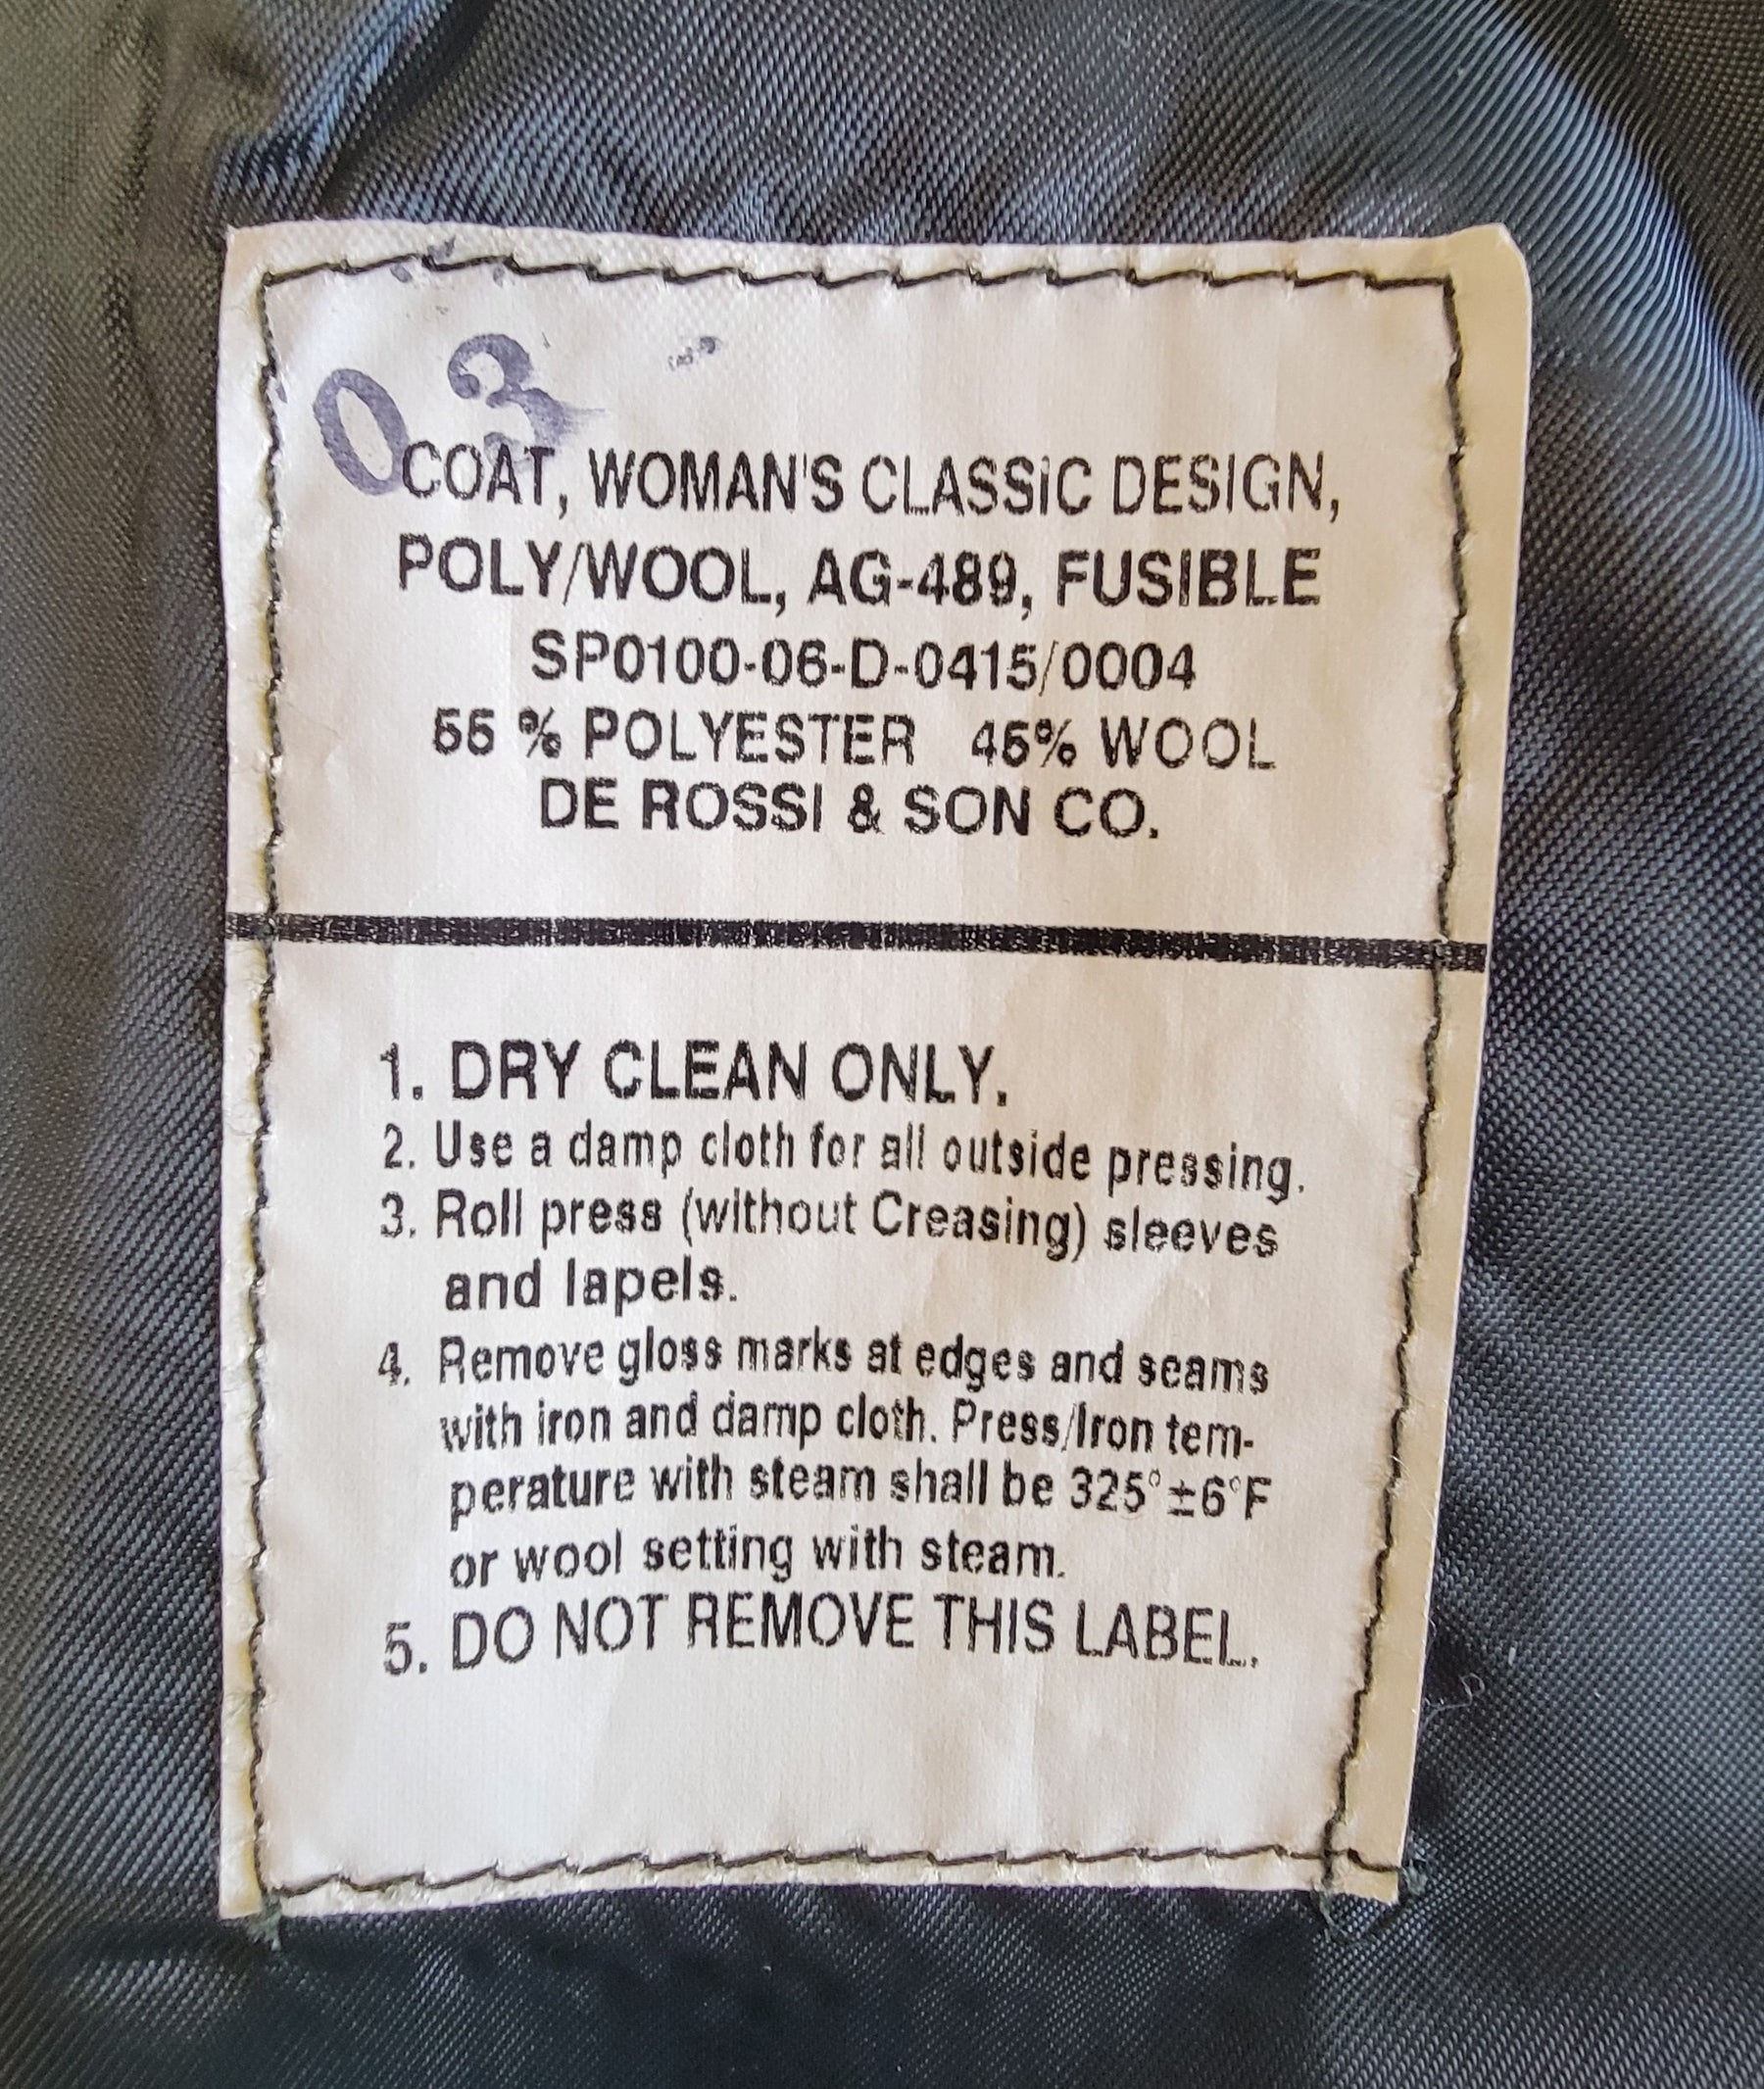 03
COAT, WOMAN'S CLASSIC DESIGN,
POLY/WOOL, AG-489, FUSIBLE
SP0100-06-D-0415/0004
55 % POLYESTER 45% WOOL
DE ROSSI & SON CO.
1. DRY CLEAN ONLY.
2. Use a damp cloth for all outside pressing.
3. Roll press (without Creasing) sleeves
and lapels.
4. Remove gloss marks at edges and seams
with iron and damp cloth. Press/Iron tem-
perature with steam shall be 325°±6°F
or wool setting with steam.
5. DO NOT REMOVE THIS LABEL.